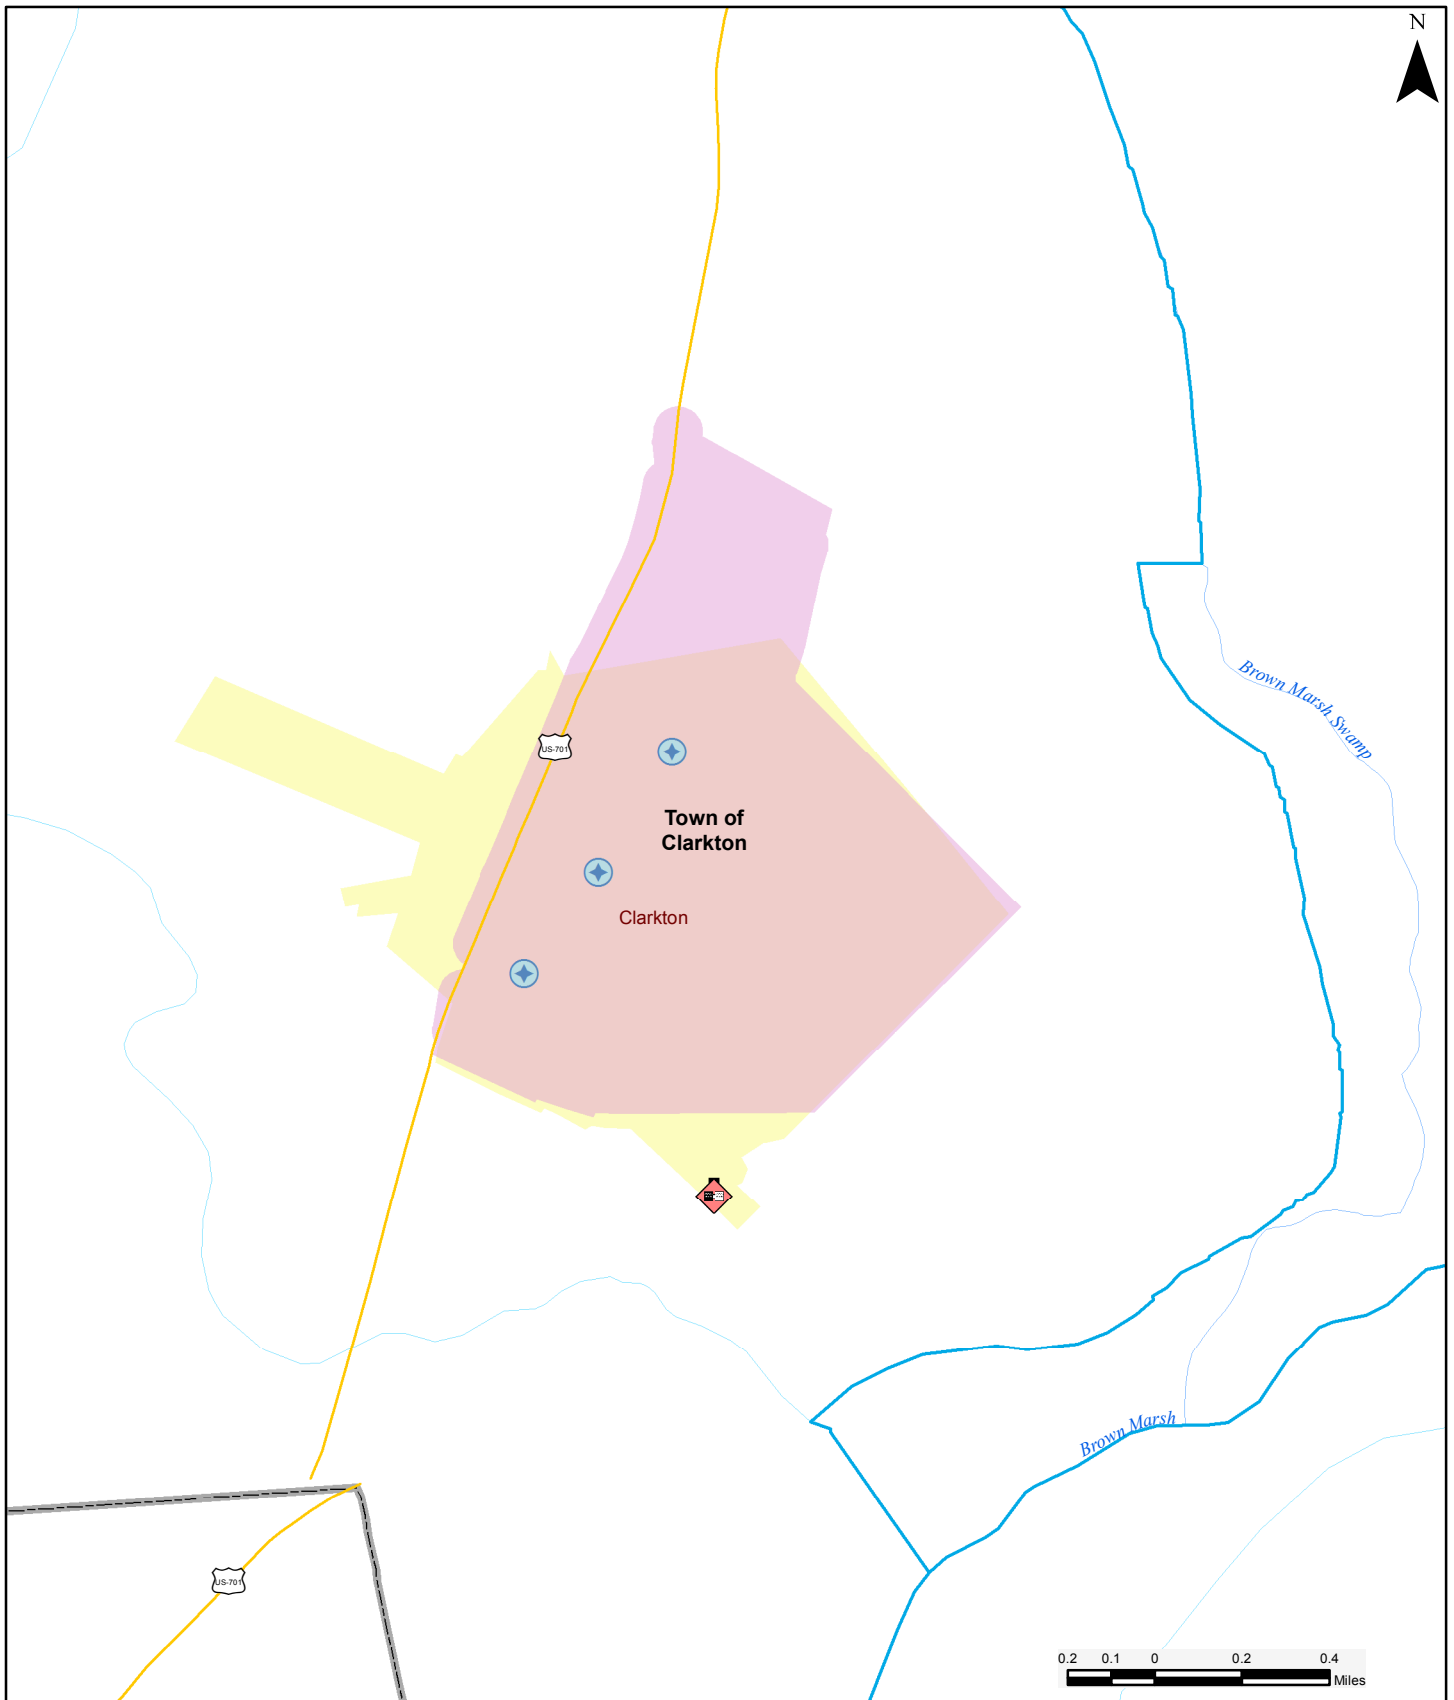 N
Brown Marsh Swamp
US-701
Town of
Clarkton
Clarkton
Brown Marsh
US-701
0.2 0.1 0 0.2 0.4
Miles